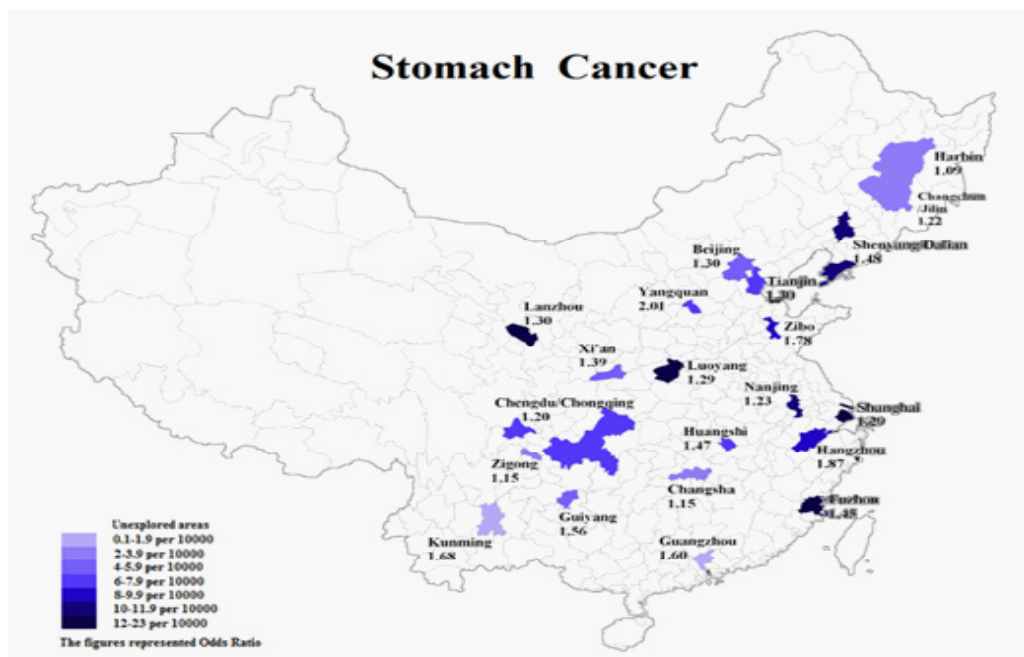 Stomach Cancer
Harbin
1.09
Changchun
/Jilin
1.22
Shenyang/Dalian
1.48
Beijing
1.30
Tianjin
1.30
Yangquan
2.01
Lanzhou
1.30
Zibo
1.78
Xi'an
1.39
Luoyang
1.29
Nanjing
1.23
Shanghai
1.29
Chengdu/Chongqing
1.20
Huangshi
1.47
Hangzhou
1.87
Zigong
1.15
Changsha
1.15
Fuzhou
1.45
Guiyang
1.56
Kunming
1.68
Guangzhou
1.60
Unexplored areas
0.1-1.9 per 10000
2-3.9 per 10000
4-5.9 per 10000
6-7.9 per 10000
8-9.9 per 10000
10-11.9 per 10000
12-23 per 10000
The figures represented Odds Ratio